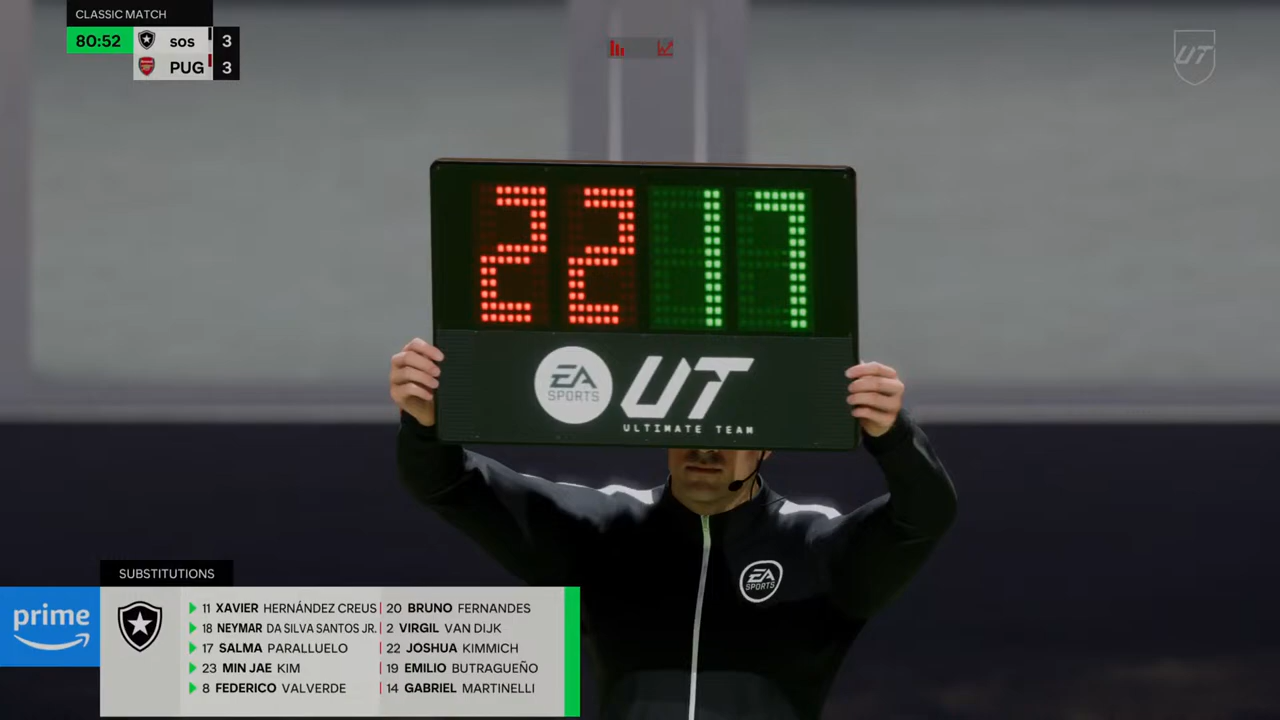 CLASSIC MATCH
80:52 sos 3
PUG 3
UT
22 17
EA SPORTS UT
ULTIMATE TEAM
EA SPORTS
SUBSTITUTIONS
prime
11 XAVIER HERNÁNDEZ CREUS 20 BRUNO FERNANDES
18 NEYMAR DA SILVA SANTOS JR. 2 VIRGIL VAN DIJK
17 SALMA PARALLUELO 22 JOSHUA KIMMICH
23 MIN JAE KIM 19 EMILIO BUTRAGUEÑO
8 FEDERICO VALVERDE 14 GABRIEL MARTINELLI